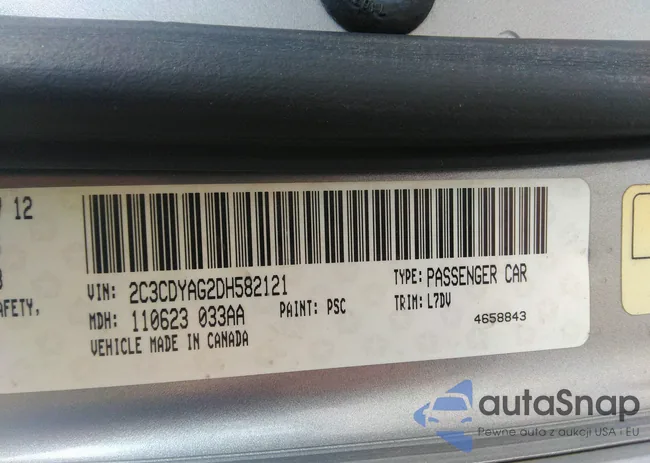 / 12
3
AFETY,
VIN: 2C3CDYAG2DH582121
TYPE: PASSENGER CAR
MDH: 110623 033AA
PAINT: PSC
TRIM: L7DV
VEHICLE MADE IN CANADA
4658843
autaSnap
Pewne auta z aukcji USA i EU